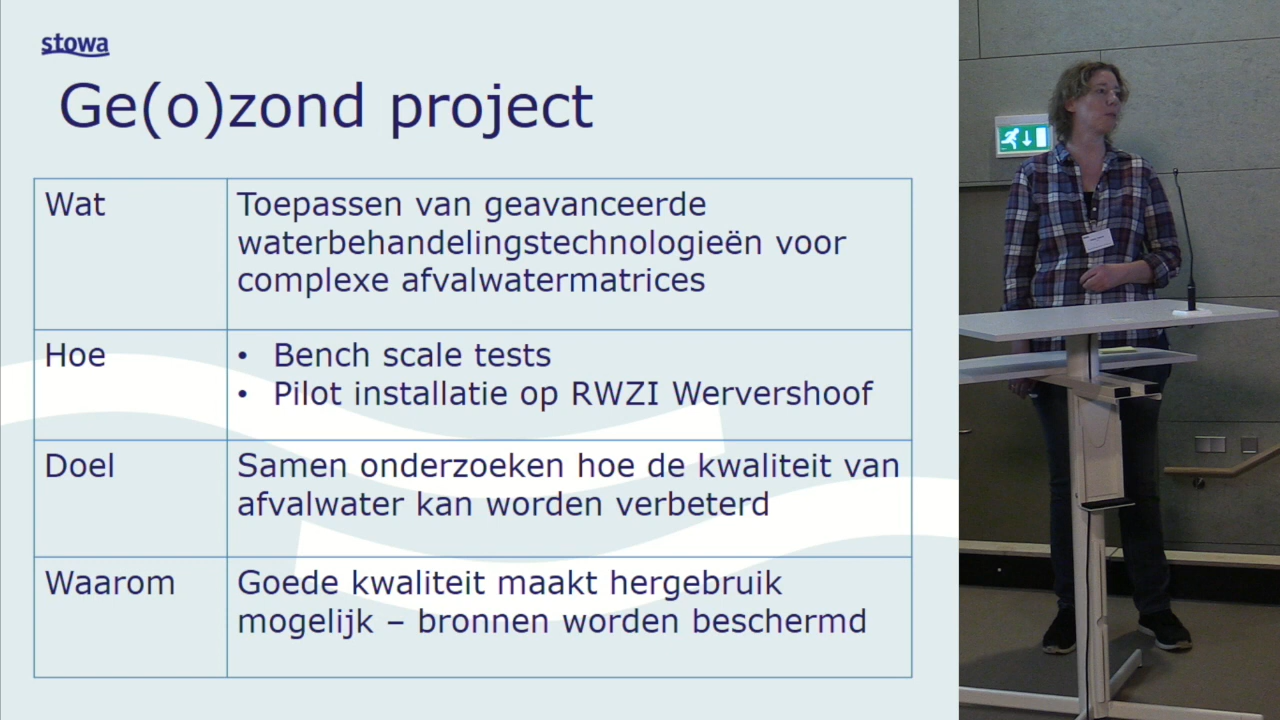 stowa
Ge(o)zond project
Wat
Toepassen van geavanceerde
waterbehandelingstechnologieën voor
complexe afvalwatermatrices
Hoe
• Bench scale tests
• Pilot installatie op RWZI Wervershoof
Doel
Samen onderzoeken hoe de kwaliteit van
afvalwater kan worden verbeterd
Waarom
Goede kwaliteit maakt hergebruik
mogelijk – bronnen worden beschermd